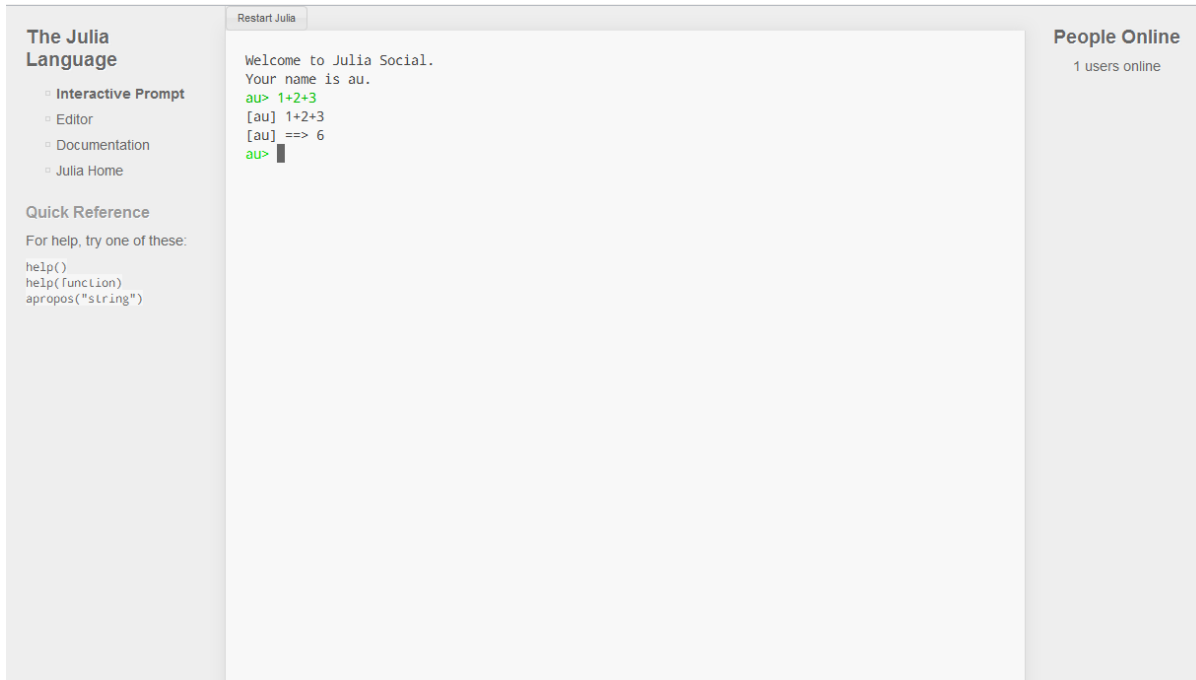 Restart Julia
The Julia
Language
Interactive Prompt
Editor
Documentation
Julia Home
Quick Reference
For help, try one of these:
help()
help(function)
apropos("string")
Welcome to Julia Social.
Your name is au.
au> 1+2+3
[au] 1+2+3
[au] ==> 6
au>
People Online
1 users online